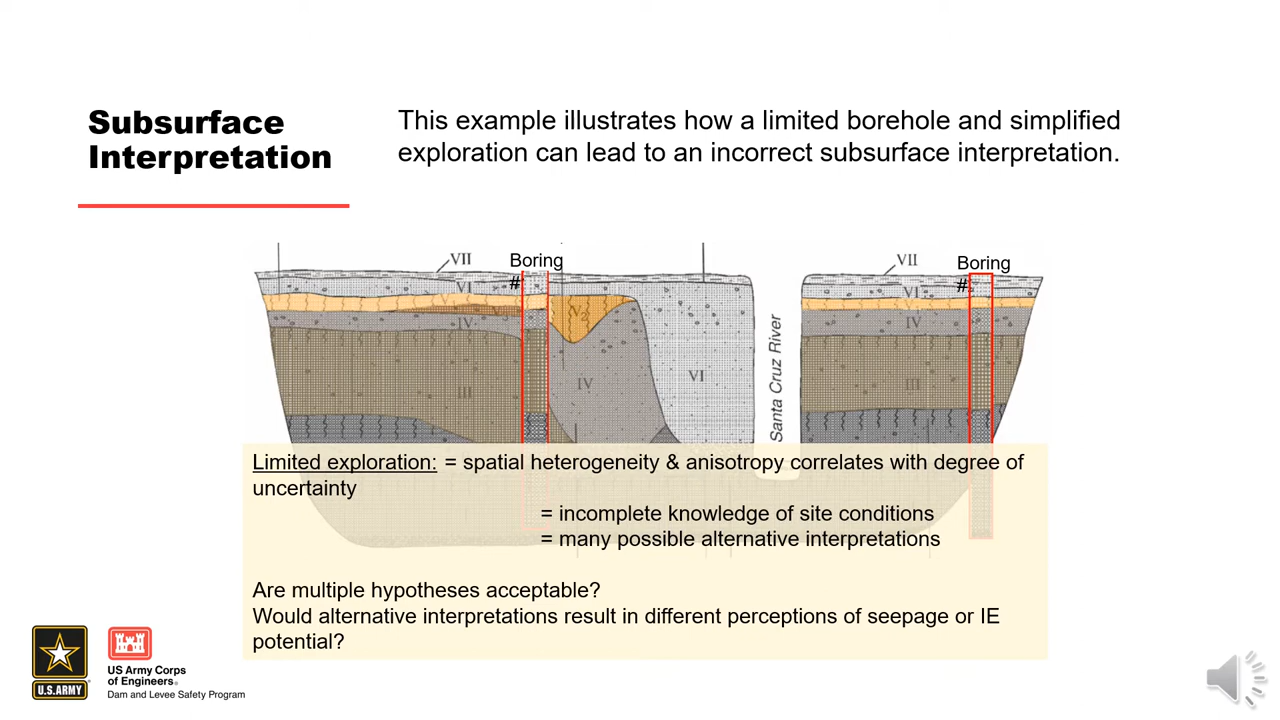 Subsurface
Interpretation
This example illustrates how a limited borehole and simplified
exploration can lead to an incorrect subsurface interpretation.
VII
Boring
#
VI
V2
IV
III
IV
VI
Santa Cruz River
VII
Boring
#
VI
IV
III
Limited exploration: = spatial heterogeneity & anisotropy correlates with degree of
uncertainty
= incomplete knowledge of site conditions
= many possible alternative interpretations
Are multiple hypotheses acceptable?
Would alternative interpretations result in different perceptions of seepage or IE
potential?
U.S.ARMY
US Army Corps
of Engineers®
Dam and Levee Safety Program